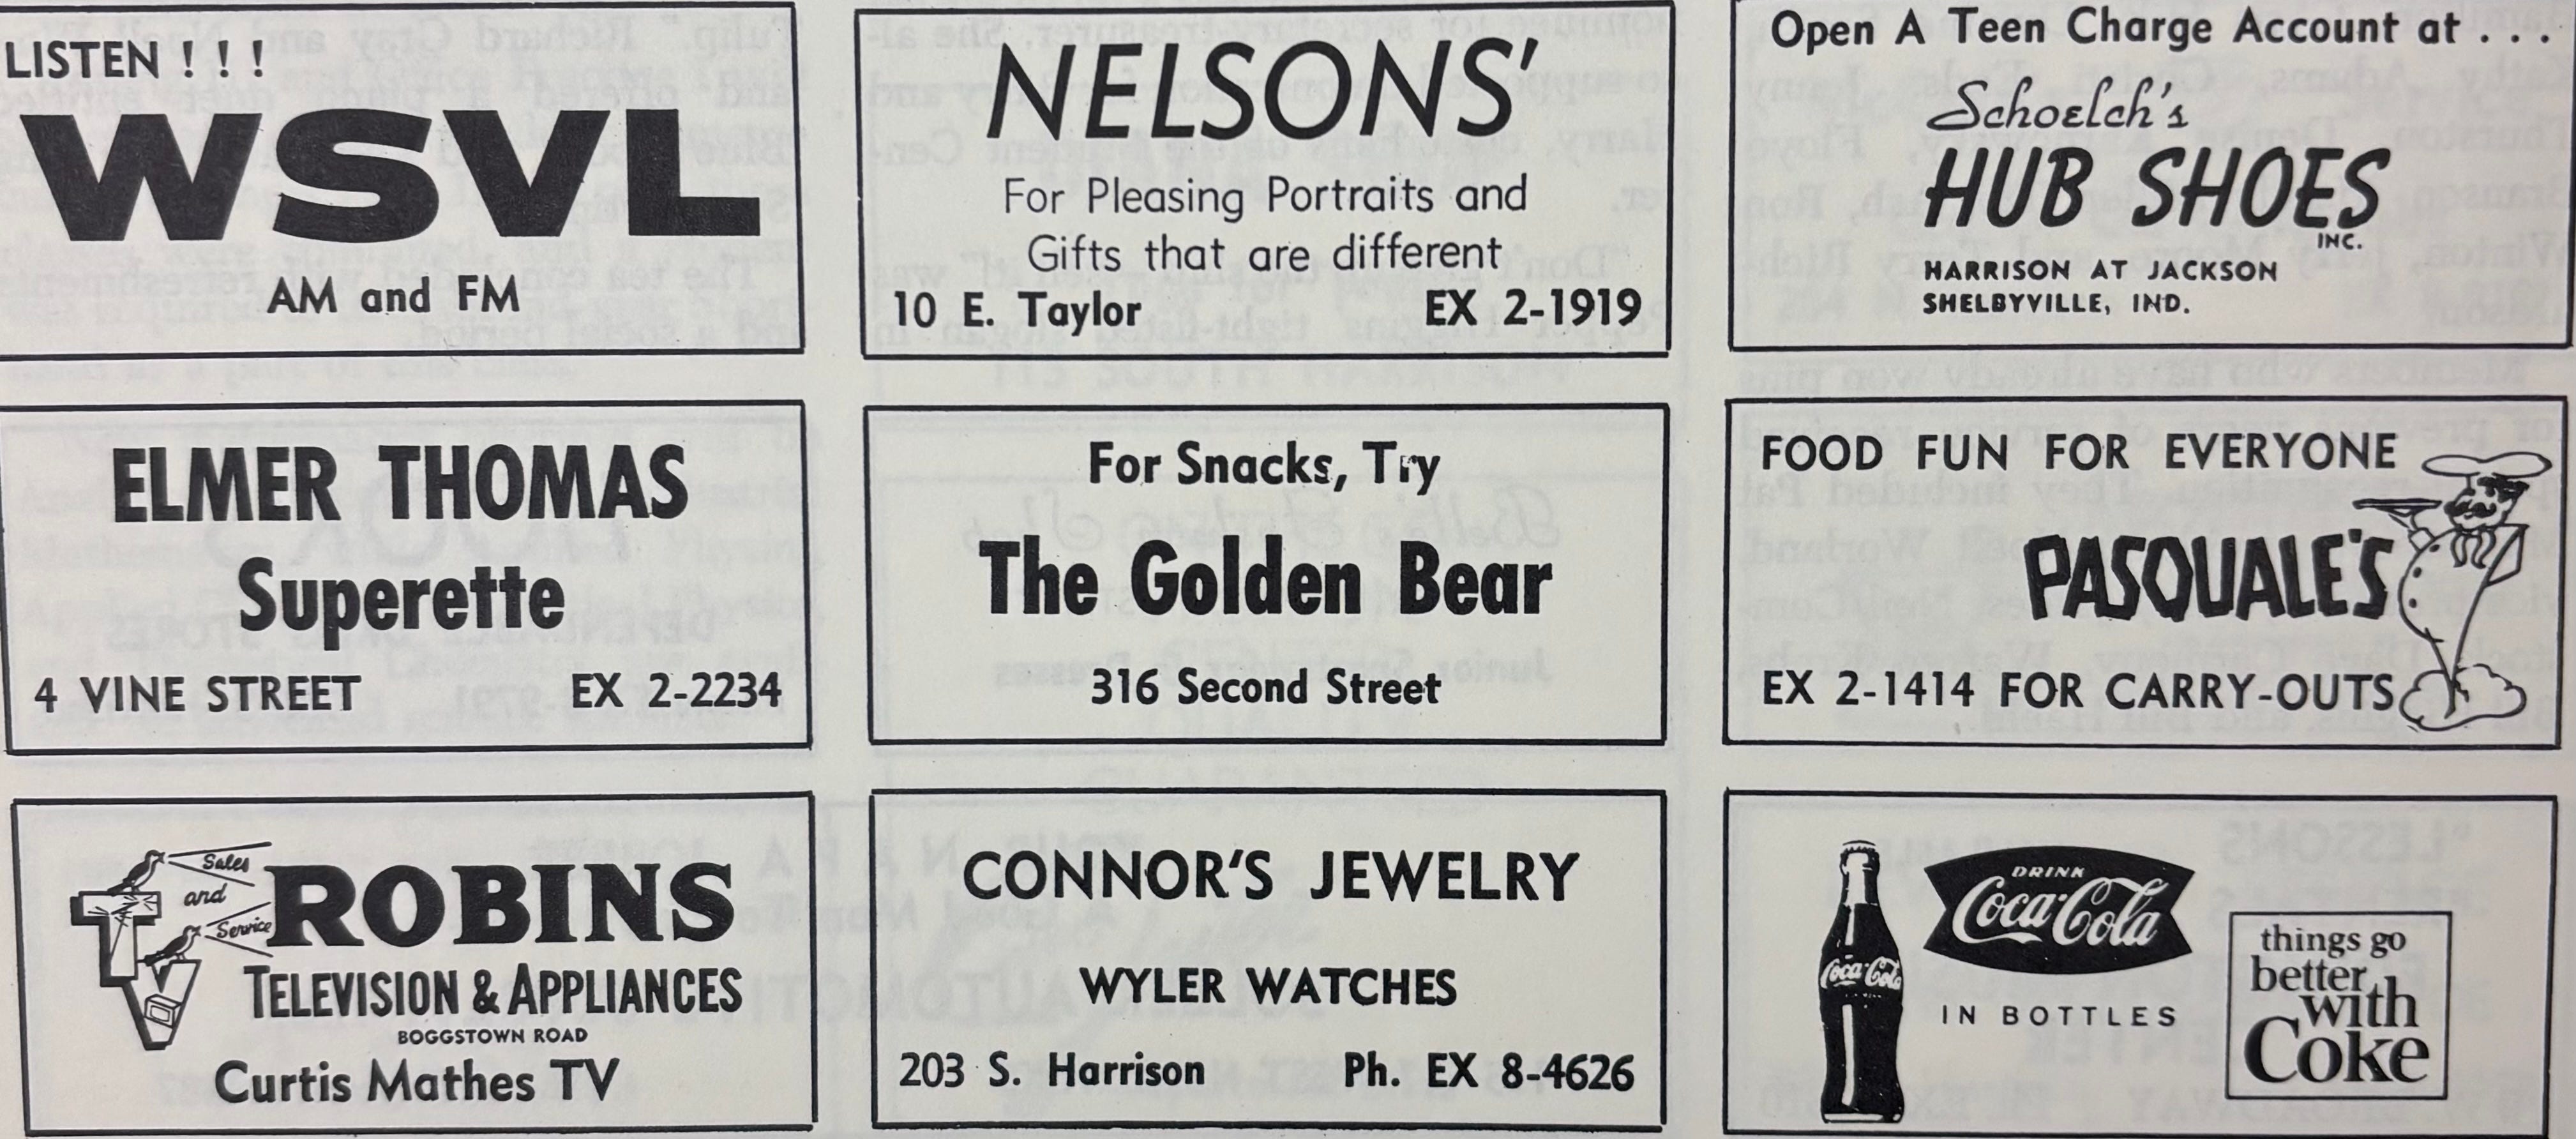 LISTEN ! ! !
WSVL
AM and FM
NELSONS'
For Pleasing Portraits and
Gifts that are different
10 E. Taylor EX 2-1919
Open A Teen Charge Account at . . .
Schoelch's
HUB SHOES
INC.
HARRISON AT JACKSON
SHELBYVILLE, IND.
ELMER THOMAS
Superette
4 VINE STREET EX 2-2234
For Snacks, Try
The Golden Bear
316 Second Street
FOOD FUN FOR EVERYONE
PASQUALE'S
EX 2-1414 FOR CARRY-OUTS
TV
Sales
and
Service
ROBINS
TELEVISION & APPLIANCES
BOGGSTOWN ROAD
Curtis Mathes TV
CONNOR'S JEWELRY
WYLER WATCHES
203 S. Harrison Ph. EX 8-4626
Coca-Cola
DRINK
Coca-Cola
IN BOTTLES
things go
better
with
Coke